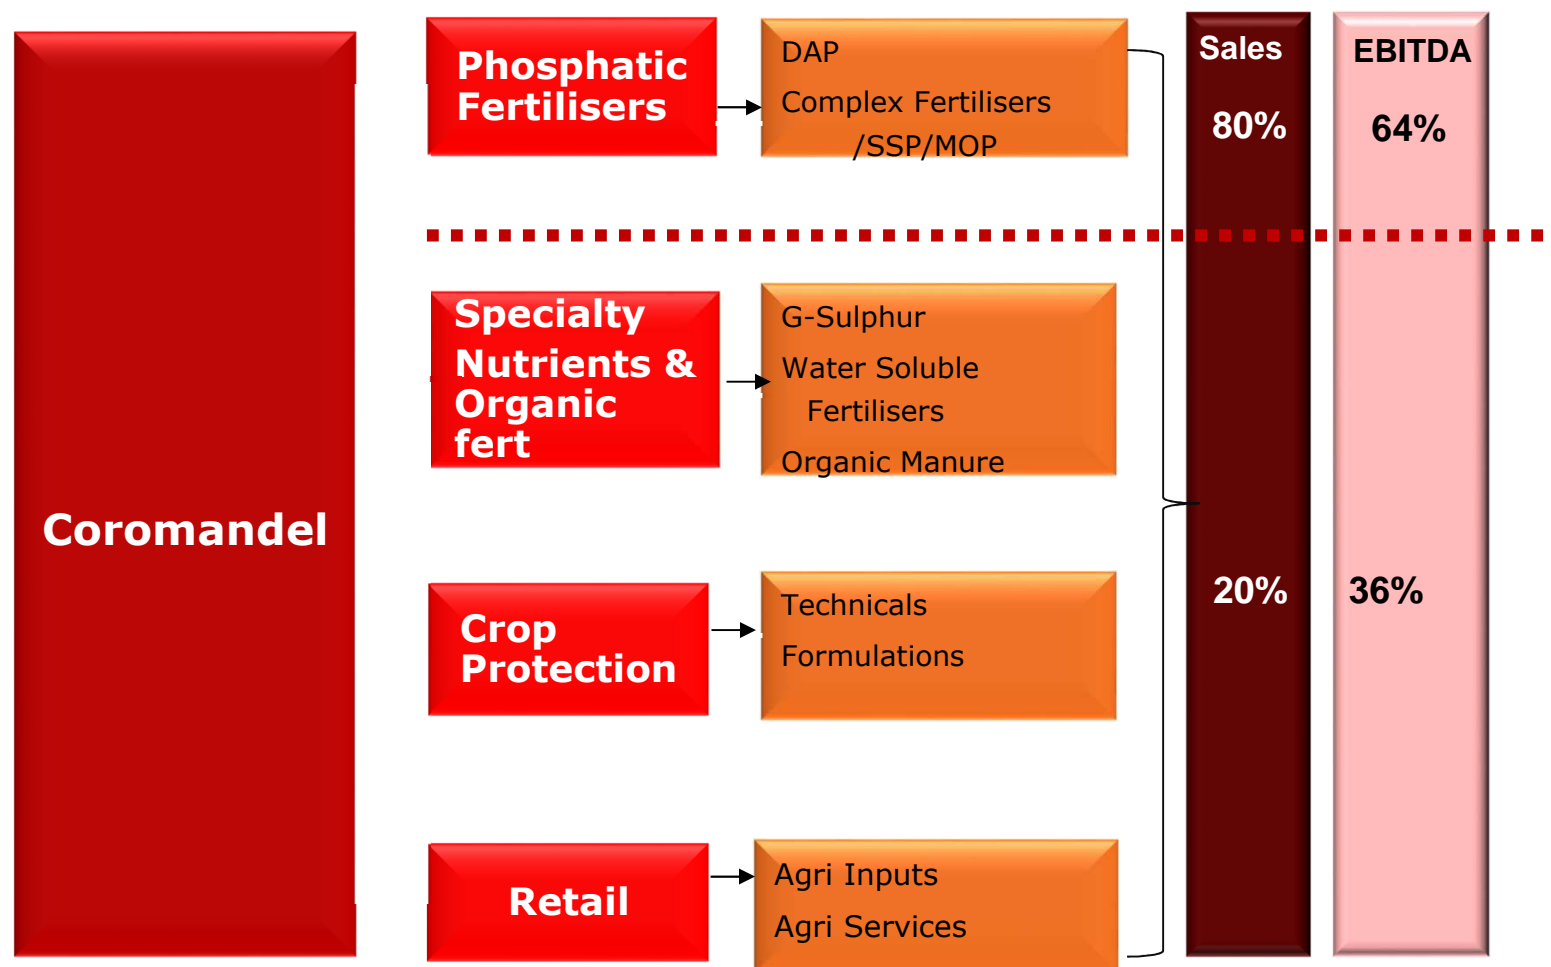 Coromandel
Phosphatic
Fertilisers
DAP
Complex Fertilisers
/SSP/MOP
Sales
80%
EBITDA
64%
Specialty
Nutrients &
Organic
fert
G-Sulphur
Water Soluble
Fertilisers
Organic Manure
Crop
Protection
Technicals
Formulations
20%
36%
Retail
Agri Inputs
Agri Services